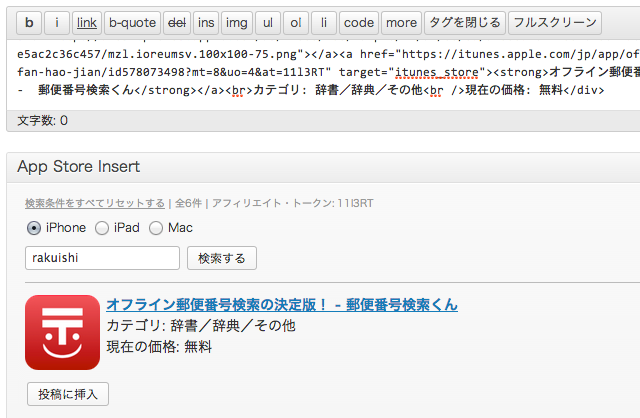 b i link b-quote del ins img ul ol li code more タグを閉じる フルスクリーン
e5ac2c36c457/mzl.ioreumsv.100x100-75.png"></a><a href="https://itunes.apple.com/jp/app/of
fan-hao-jian/id578073498?mt=8&uo=4&at=11l3RT" target="itunes_store"><strong>オフライン郵便番
-　郵便番号検索くん</strong></a><br>カテゴリ: 辞書／辞典／その他<br />現在の価格: 無料</div>
文字数: 0
App Store Insert
検索条件をすべてリセットする | 全6件 | アフィリエイト・トークン: 11l3RT
iPhone iPad Mac
rakuishi 検索する
オフライン郵便番号検索の決定版！ - 郵便番号検索くん
カテゴリ: 辞書／辞典／その他
現在の価格: 無料
投稿に挿入